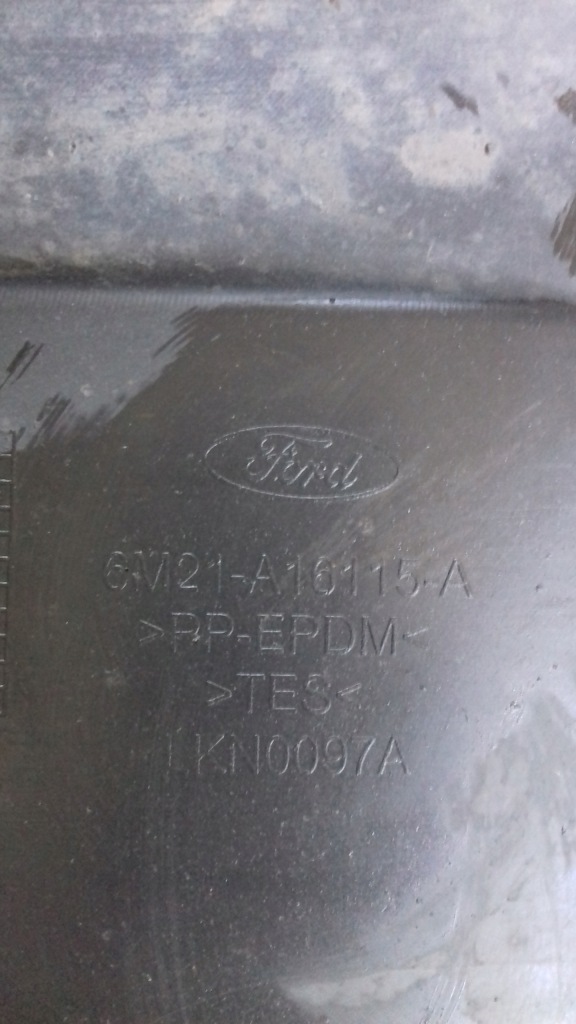 Ford
6M21-A16115-A
>PP-EPDM<
>TES<
LKN0097A